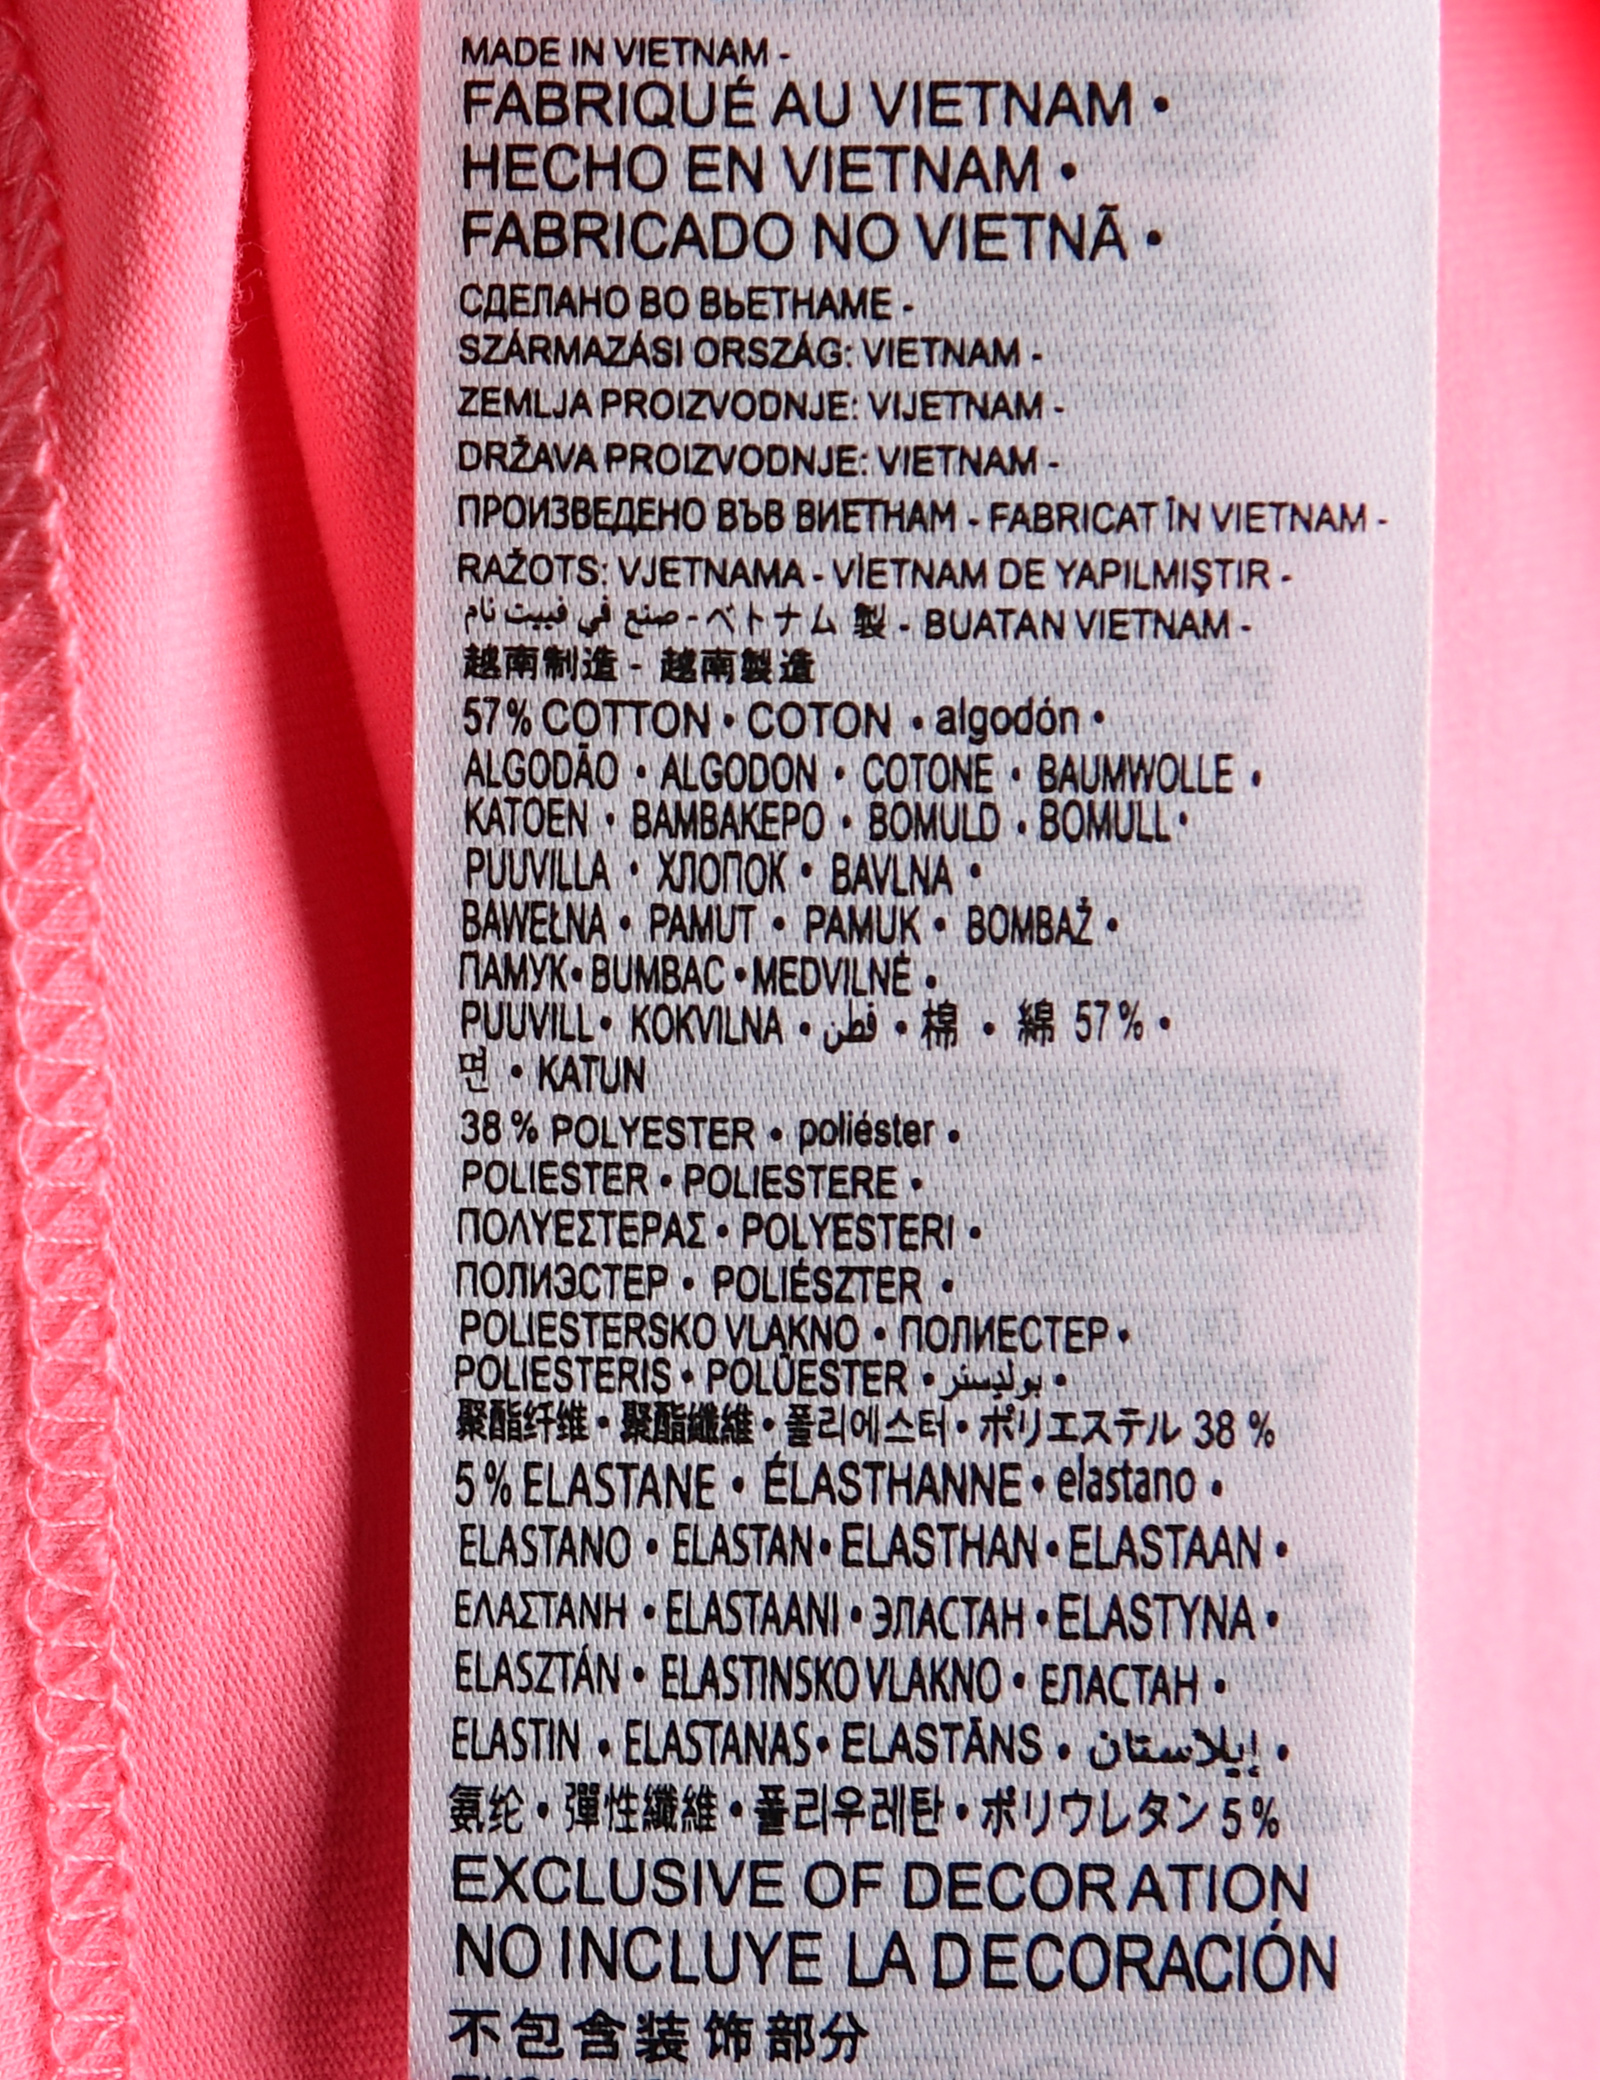 MADE IN VIETNAM -
FABRIQUÉ AU VIETNAM •
HECHO EN VIETNAM •
FABRICADO NO VIETNÃ •
СДЕЛАНО ВО ВЬЕТНАМЕ -
SZÁRMAZÁSI ORSZÁG: VIETNAM -
ZEMLJA PROIZVODNJE: VIJETNAM -
DRŽAVA PROIZVODNJE: VIETNAM -
ПРОИЗВЕДЕНО ВЪВ ВИЕТНАМ - FABRICAT ÎN VIETNAM -
RAŽOTS: VJETNAMA - VİETNAM DE YAPILMIŞTIR -
صنع في فييت نام - ベトナム 製 - BUATAN VIETNAM -
越南制造 - 越南製造
57% COTTON • COTON • algodón •
ALGODÃO • ALGODON • COTONE • BAUMWOLLE •
KATOEN • ΒΑΜΒΑΚΕΡΟ • BOMULD • BOMULL •
PUUVILLA • ХЛОПОК • BAVLNA •
BAWEŁNA • PAMUT • PAMUK • BOMBAŽ •
ПАМУК • BUMBAC • MEDVILNĖ •
PUUVILL • KOKVILNA • قطن • 棉 • 綿 57% •
면 • KATUN
38% POLYESTER • poliéster •
POLIESTER • POLIESTERE •
ΠΟΛΥΕΣΤΕΡΑΣ • POLYESTERI •
ПОЛИЭСТЕР • POLIÉSZTER •
POLIESTERSKO VLAKNO • ПОЛИЕСТЕР •
POLIESTERIS • POLÜESTER • بوليستر •
聚酯纤维 • 聚酯纖維 • 폴리에스터 • ポリエステル 38 %
5% ELASTANE • ÉLASTHANNE • elastano •
ELASTANO • ELASTAN • ELASTHAN • ELASTAAN •
ΕΛΑΣΤΑΝΗ • ELASTAANI • ЭЛАСТАН • ELASTYNA •
ELASZTÁN • ELASTINSKO VLAKNO • ЕЛАСТАН •
ELASTIN • ELASTANAS • ELASTĀNS • إيلاستان •
氨纶 • 彈性纖維 • 폴리우레탄 • ポリウレタン 5%
EXCLUSIVE OF DECORATION
NO INCLUYE LA DECORACIÓN
不包含装饰部分